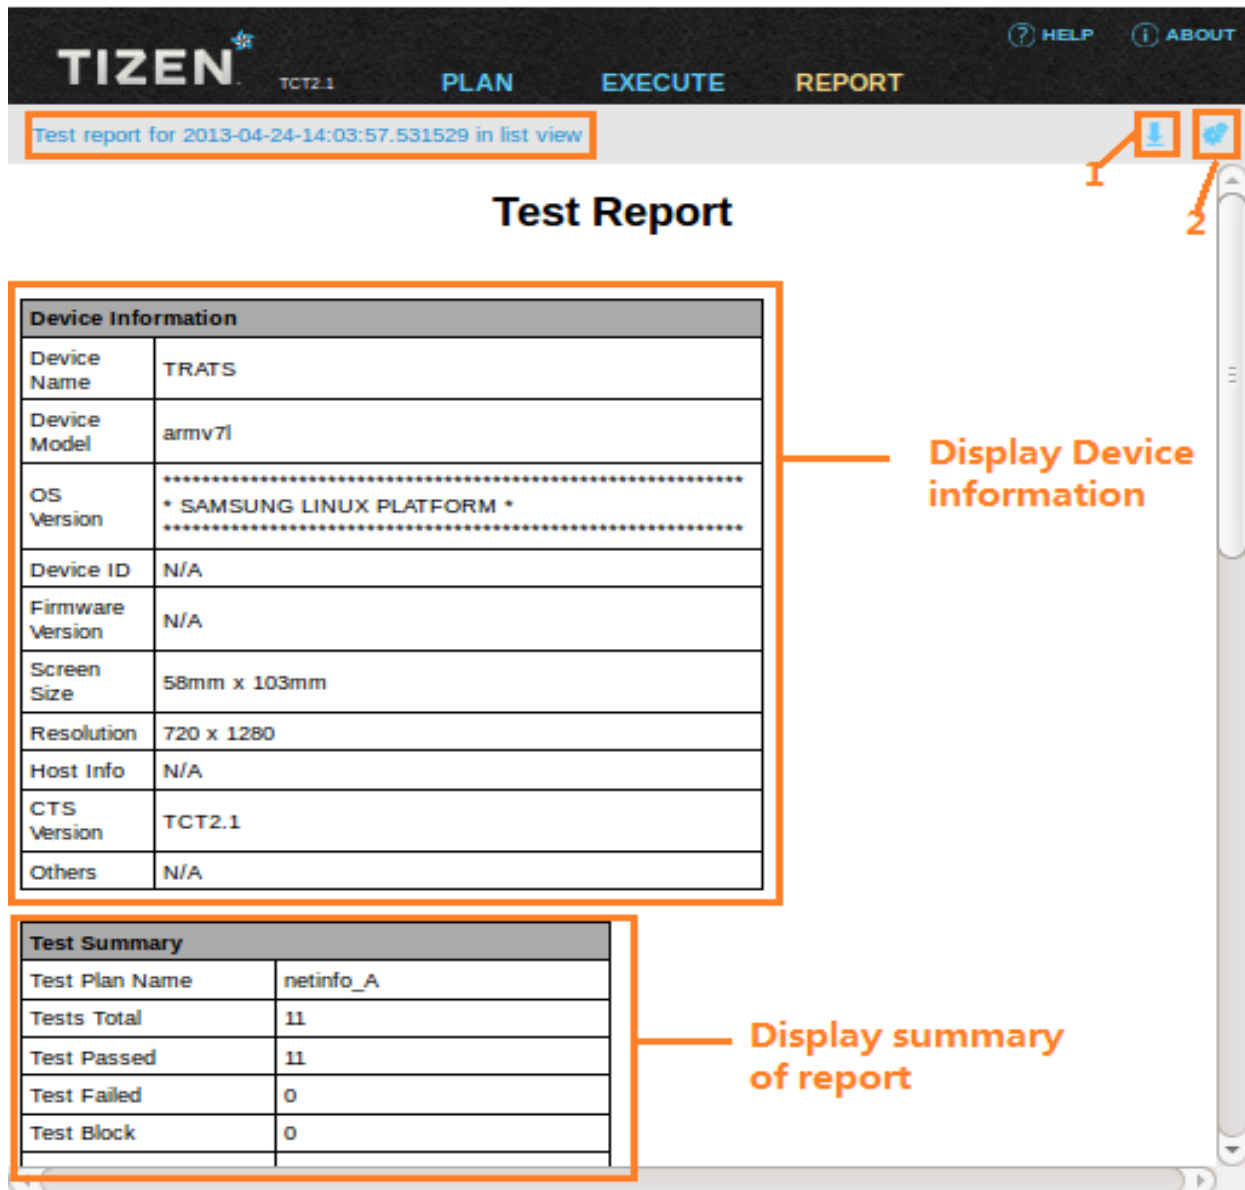 HELP ABOUT
TIZEN TCT2.1 PLAN EXECUTE REPORT
Test report for 2013-04-24-14:03:57.531529 in list view
1
2
Test Report
Device Information
Device
Name
TRATS
Device
Model
armv7l
OS
Version
************************************************************
* SAMSUNG LINUX PLATFORM *
************************************************************
Device ID N/A
Firmware
Version
N/A
Screen
Size
58mm x 103mm
Resolution 720 x 1280
Host Info N/A
CTS
Version
TCT2.1
Others N/A
Display Device
information
Test Summary
Test Plan Name netinfo_A
Tests Total 11
Test Passed 11
Test Failed 0
Test Block 0
Display summary
of report